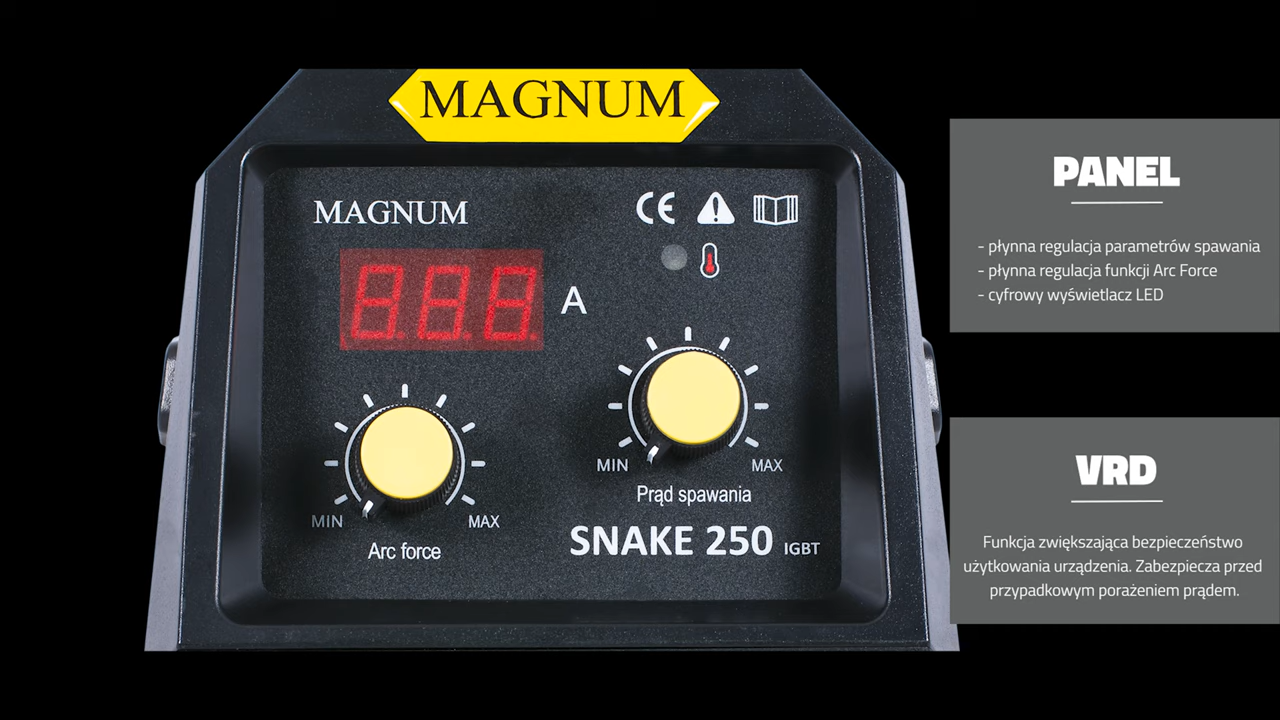 MAGNUM
MAGNUM
CE
8.8.8. A
MIN
MAX
Prąd spawania
MIN
MAX
Arc force
SNAKE 250 IGBT
PANEL
- płynna regulacja parametrów spawania
- płynna regulacja funkcji Arc Force
- cyfrowy wyświetlacz LED
VRD
Funkcja zwiększająca bezpieczeństwo
użytkowania urządzenia. Zabezpiecza przed
przypadkowym porażeniem prądem.